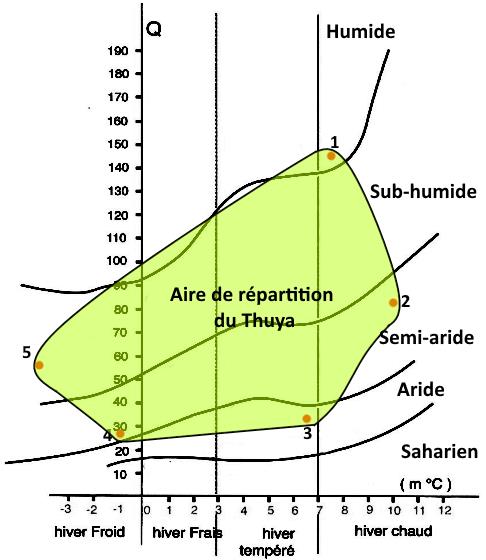 Q
Humide
190
180
170
160
150
1
140
130
Sub-humide
120
110
100
90
Aire de répartition
du Thuya
80
2
70
Semi-aride
60
5
50
40
Aride
30
4
3
20
Saharien
10
( m °C )
-3 -2 -1 0 1 2 3 4 5 6 7 8 9 10 11 12
hiver Froid
hiver Frais
hiver
tempéré
hiver chaud